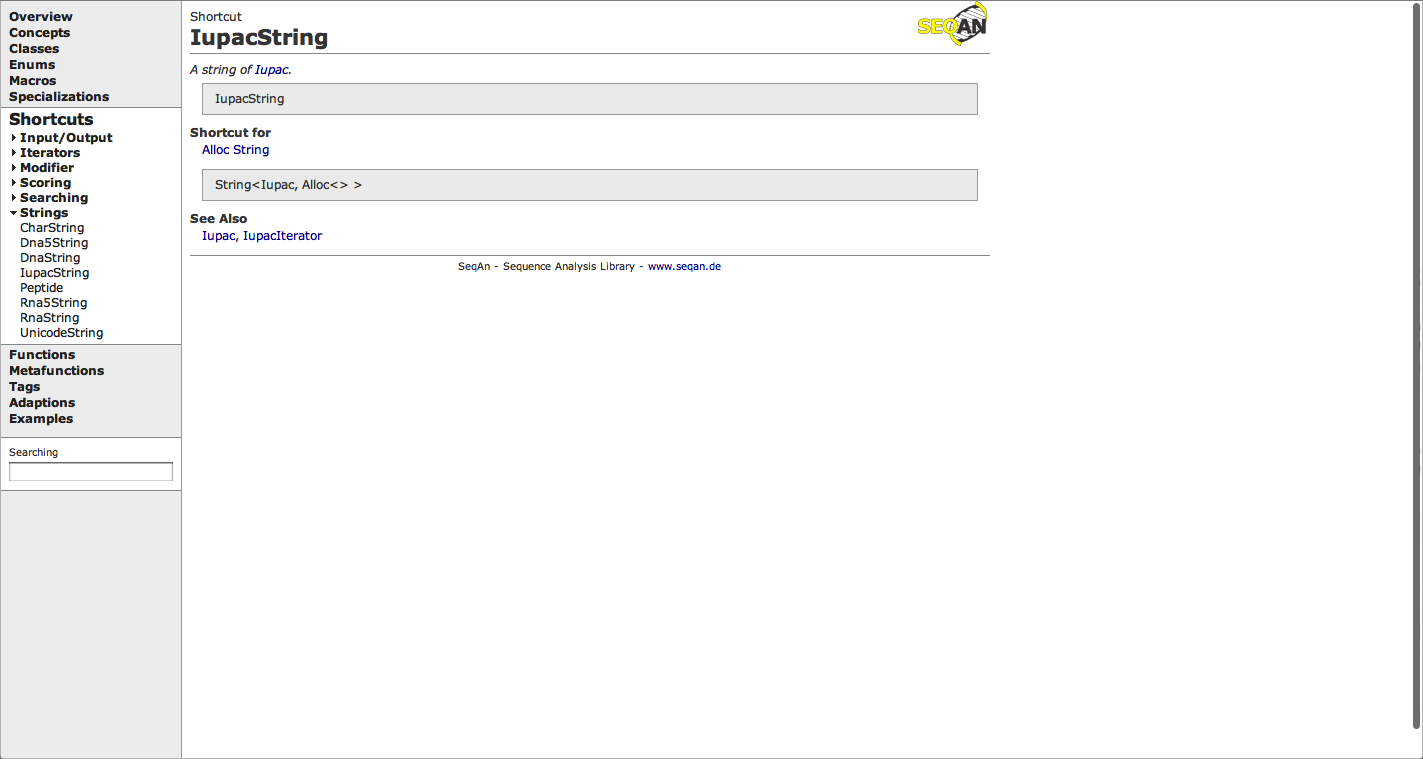 Overview
Concepts
Classes
Enums
Macros
Specializations
Shortcuts
Input/Output
Iterators
Modifier
Scoring
Searching
Strings
CharString
Dna5String
DnaString
IupacString
Peptide
Rna5String
RnaString
UnicodeString
Functions
Metafunctions
Tags
Adaptions
Examples
Searching
Shortcut
SEQAN
IupacString
A string of Iupac.
IupacString
Shortcut for
Alloc String
String<Iupac, Alloc<> >
See Also
Iupac, IupacIterator
SeqAn - Sequence Analysis Library - www.seqan.de